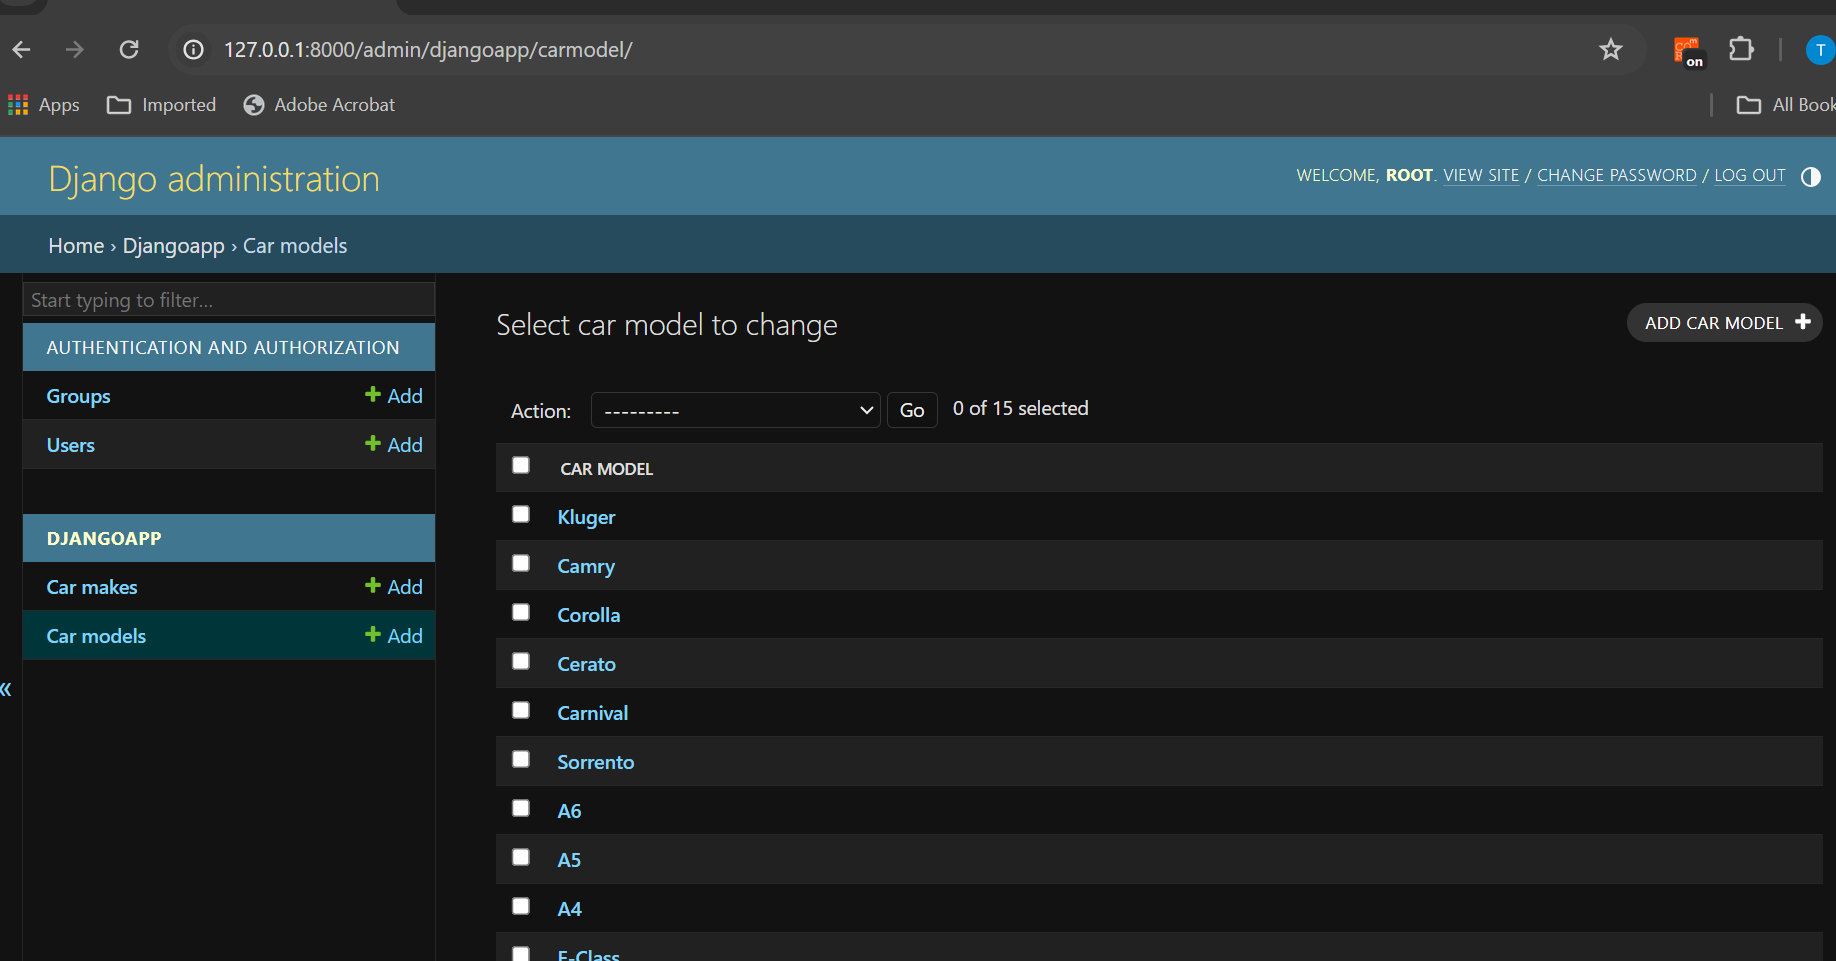 127.0.0.1:8000/admin/djangoapp/carmodel/
on
T
Apps
Imported
Adobe Acrobat
All Book
Django administration
WELCOME, ROOT. VIEW SITE / CHANGE PASSWORD / LOG OUT
Home › Djangoapp › Car models
Start typing to filter...
AUTHENTICATION AND AUTHORIZATION
Groups + Add
Users + Add
DJANGOAPP
Car makes + Add
Car models + Add
«
Select car model to change
ADD CAR MODEL +
Action: --------- Go 0 of 15 selected
CAR MODEL
Kluger
Camry
Corolla
Cerato
Carnival
Sorrento
A6
A5
A4
E-Class